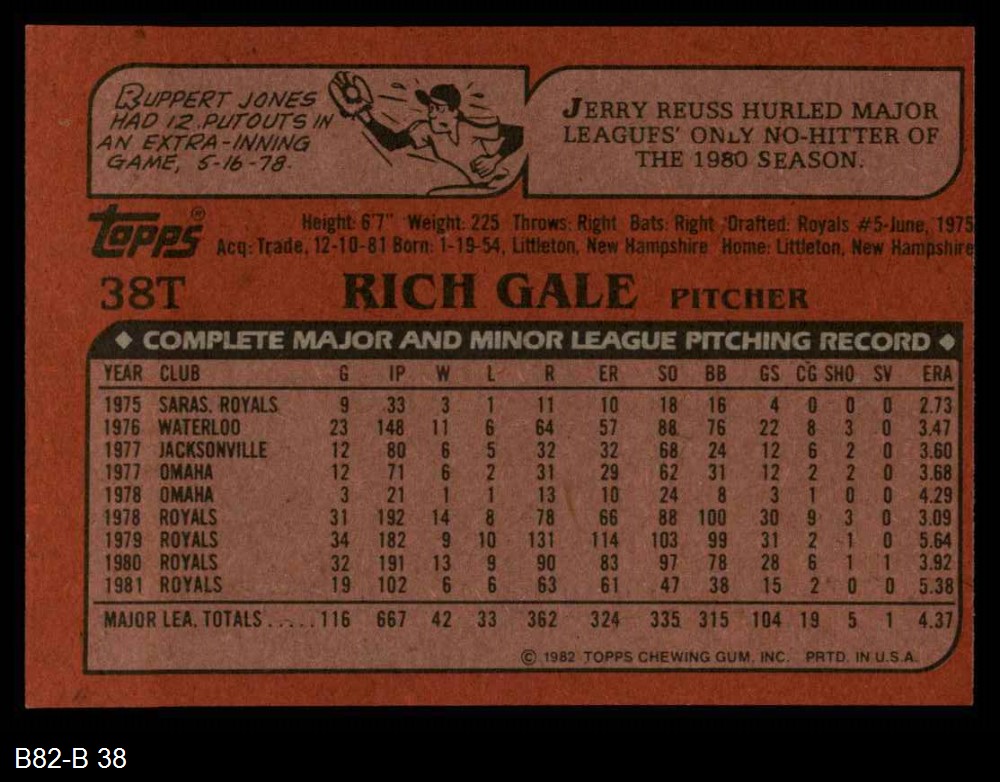 RUPPERT JONES
HAD 12 PUTOUTS IN
AN EXTRA-INNING
GAME, 5-16-78.
JERRY REUSS HURLED MAJOR
LEAGUES' ONLY NO-HITTER OF
THE 1980 SEASON.
TOPPS®
Height: 6'7" Weight: 225 Throws: Right Bats: Right Drafted: Royals #5-June, 1975
Acq: Trade, 12-10-81 Born: 1-19-54, Littleton, New Hampshire Home: Littleton, New Hampshire
38T RICH GALE PITCHER
◆ COMPLETE MAJOR AND MINOR LEAGUE PITCHING RECORD ◆
YEAR CLUB G IP W L R ER SO BB GS CG SHO SV ERA
1975 SARAS. ROYALS 9 33 3 1 11 10 18 16 4 0 0 0 2.73
1976 WATERLOO 23 148 11 6 64 57 88 76 22 8 3 0 3.47
1977 JACKSONVILLE 12 80 6 5 32 32 68 24 12 6 2 0 3.60
1977 OMAHA 12 71 6 2 31 29 62 31 12 2 2 0 3.68
1978 OMAHA 3 21 1 1 13 10 24 8 3 1 0 0 4.29
1978 ROYALS 31 192 14 8 78 66 88 100 30 9 3 0 3.09
1979 ROYALS 34 182 9 10 131 114 103 99 31 2 1 0 5.64
1980 ROYALS 32 191 13 9 90 83 97 78 28 6 1 1 3.92
1981 ROYALS 19 102 6 6 63 61 47 38 15 2 0 0 5.38
MAJOR LEA. TOTALS......116 667 42 33 362 324 335 315 104 19 5 1 4.37
© 1982 TOPPS CHEWING GUM, INC. PRTD. IN U.S.A.
B82-B 38